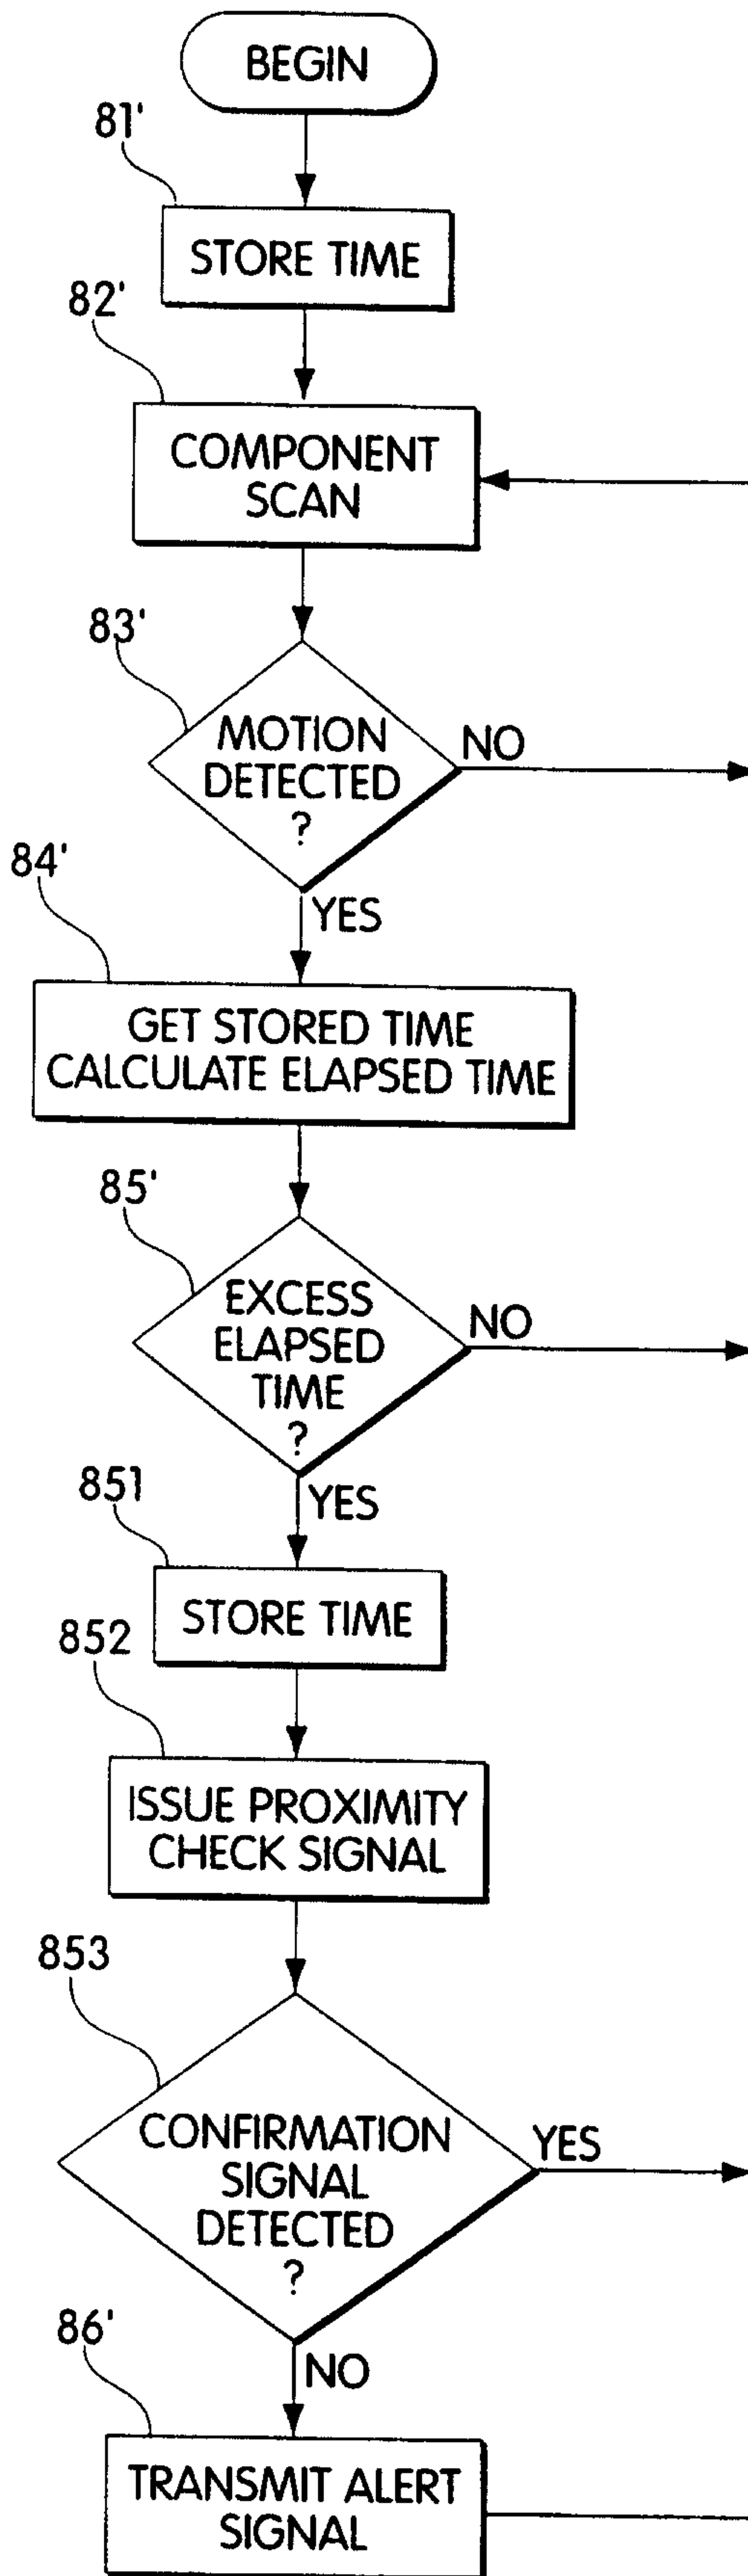 BEGIN
81'
STORE TIME
82'
COMPONENT
SCAN
83'
MOTION
DETECTED
?
NO
YES
84'
GET STORED TIME
CALCULATE ELAPSED TIME
85'
EXCESS
ELAPSED
TIME
?
NO
YES
851
STORE TIME
852
ISSUE PROXIMITY
CHECK SIGNAL
853
CONFIRMATION
SIGNAL
DETECTED
?
YES
NO
86'
TRANSMIT ALERT
SIGNAL